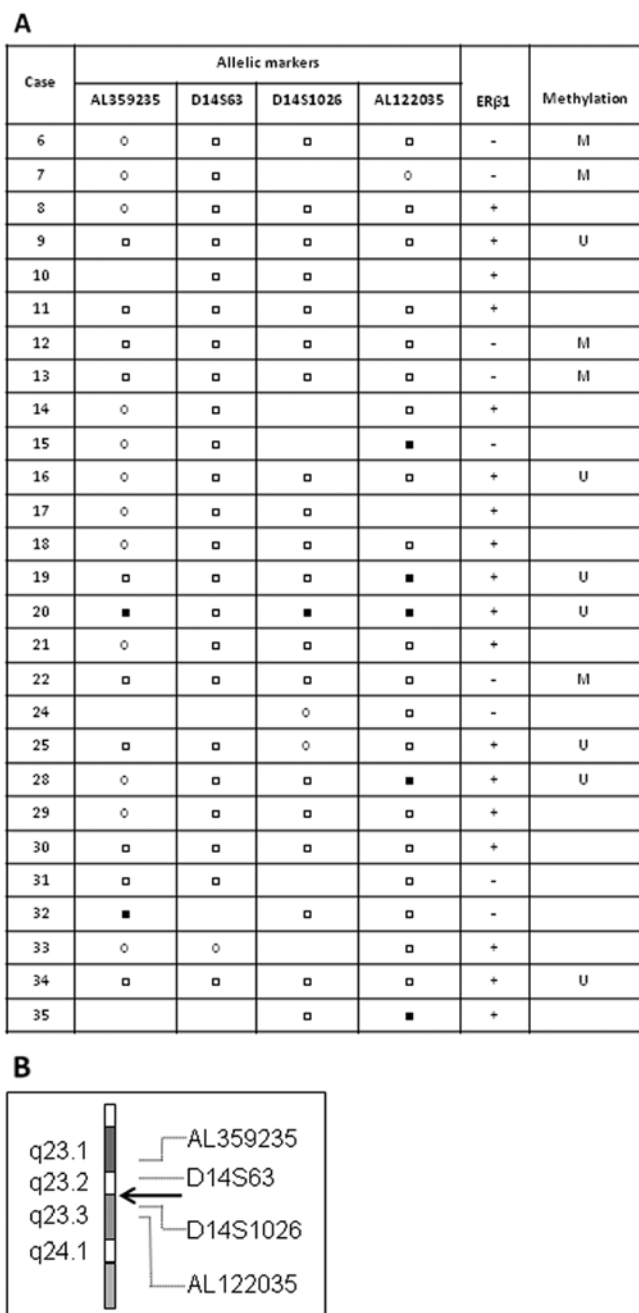 A
Case Allelic markers ERβ1 Methylation
AL359235 D14S63 D14S1026 AL122035
6 ○ □ □ □ - M
7 ○ □ ○ - M
8 ○ □ □ □ +
9 □ □ □ □ + U
10 □ □ +
11 □ □ □ □ +
12 □ □ □ □ - M
13 □ □ □ □ - M
14 ○ □ □ +
15 ○ □ ■ -
16 ○ □ □ □ + U
17 ○ □ □ +
18 ○ □ □ □ +
19 □ □ □ ■ + U
20 ■ □ ■ ■ + U
21 ○ □ □ □ +
22 □ □ □ □ - M
24 ○ □ -
25 □ □ ○ □ + U
28 ○ □ □ ■ + U
29 ○ □ □ □ +
30 □ □ □ □ +
31 □ □ □ -
32 ■ □ □ -
33 ○ ○ □ +
34 □ □ □ □ + U
35 □ ■ +
B
q23.1 AL359235
q23.2 D14S63
q23.3 D14S1026
q24.1 AL122035